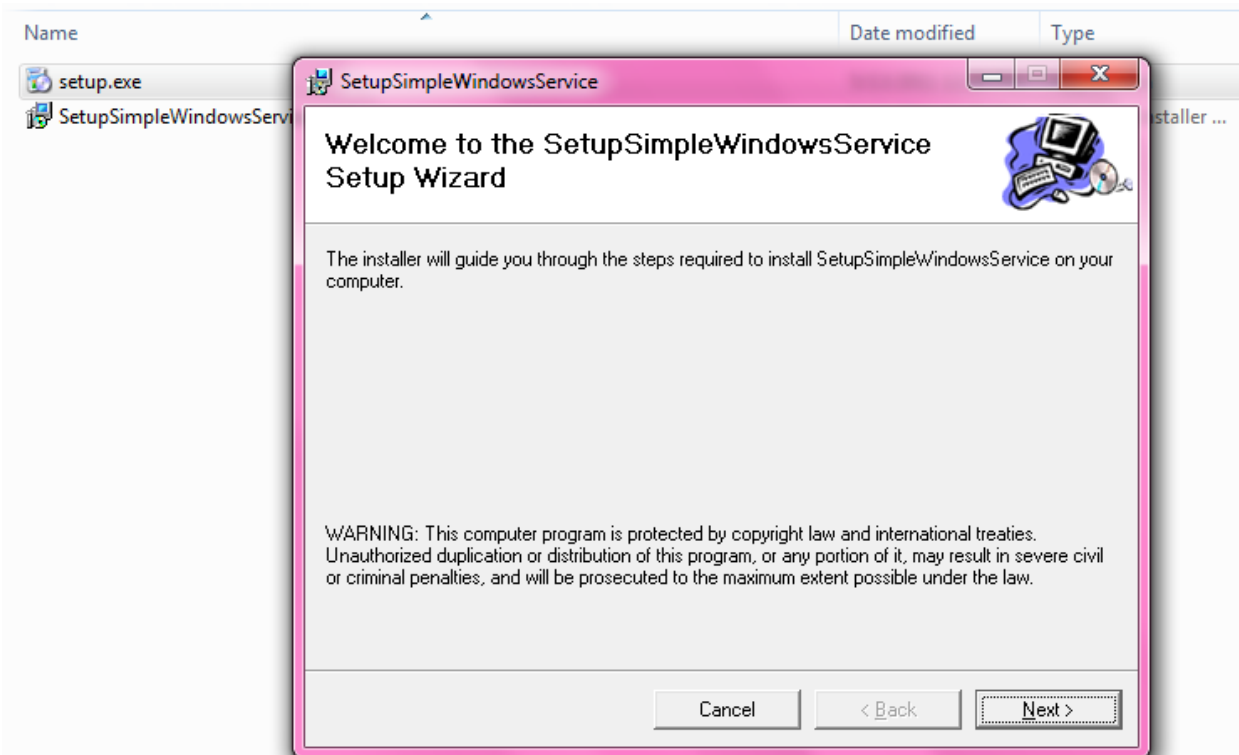 Name Date modified Type
setup.exe
SetupSimpleWindowsServi
staller ...
SetupSimpleWindowsService
Welcome to the SetupSimpleWindowsService
Setup Wizard
The installer will guide you through the steps required to install SetupSimpleWindowsService on your
computer.
WARNING: This computer program is protected by copyright law and international treaties.
Unauthorized duplication or distribution of this program, or any portion of it, may result in severe civil
or criminal penalties, and will be prosecuted to the maximum extent possible under the law.
Cancel < Back Next >